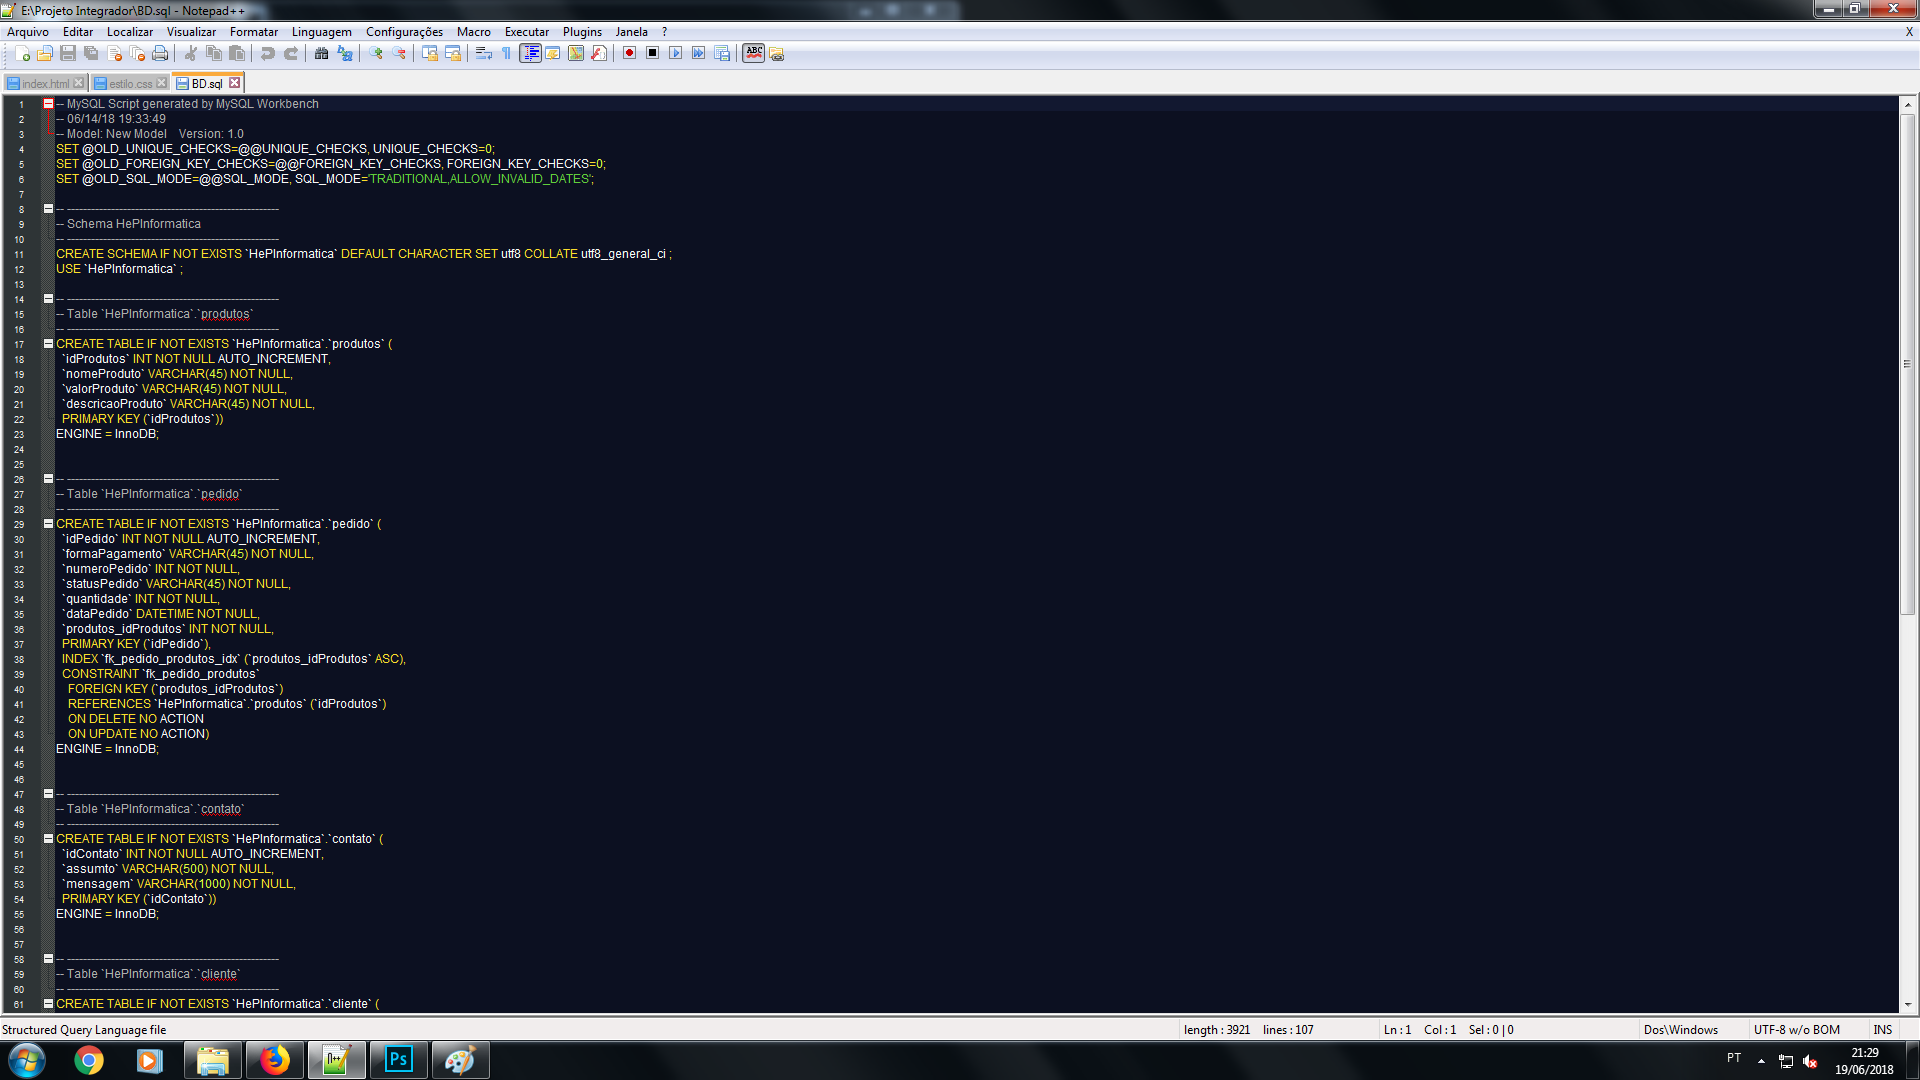 E:\Projeto Integrador\BD.sql - Notepad++
Arquivo Editar Localizar Visualizar Formatar Linguagem Configurações Macro Executar Plugins Janela ? X
index.html estilo.css BD.sql
1 -- MySQL Script generated by MySQL Workbench
2 -- 06/14/18 19:33:49
3 -- Model: New Model    Version: 1.0
4 SET @OLD_UNIQUE_CHECKS=@@UNIQUE_CHECKS, UNIQUE_CHECKS=0;
5 SET @OLD_FOREIGN_KEY_CHECKS=@@FOREIGN_KEY_CHECKS, FOREIGN_KEY_CHECKS=0;
6 SET @OLD_SQL_MODE=@@SQL_MODE, SQL_MODE='TRADITIONAL,ALLOW_INVALID_DATES';
7
8 -- -----------------------------------------------------
9 -- Schema HePInformatica
10 -- -----------------------------------------------------
11 CREATE SCHEMA IF NOT EXISTS `HePInformatica` DEFAULT CHARACTER SET utf8 COLLATE utf8_general_ci ;
12 USE `HePInformatica` ;
13
14 -- -----------------------------------------------------
15 -- Table `HePInformatica`.`produtos`
16 -- -----------------------------------------------------
17 CREATE TABLE IF NOT EXISTS `HePInformatica`.`produtos` (
18   `idProdutos` INT NOT NULL AUTO_INCREMENT,
19   `nomeProduto` VARCHAR(45) NOT NULL,
20   `valorProduto` VARCHAR(45) NOT NULL,
21   `descricaoProduto` VARCHAR(45) NOT NULL,
22   PRIMARY KEY (`idProdutos`))
23 ENGINE = InnoDB;
24
25
26 -- -----------------------------------------------------
27 -- Table `HePInformatica`.`pedido`
28 -- -----------------------------------------------------
29 CREATE TABLE IF NOT EXISTS `HePInformatica`.`pedido` (
30   `idPedido` INT NOT NULL AUTO_INCREMENT,
31   `formaPagamento` VARCHAR(45) NOT NULL,
32   `numeroPedido` INT NOT NULL,
33   `statusPedido` VARCHAR(45) NOT NULL,
34   `quantidade` INT NOT NULL,
35   `dataPedido` DATETIME NOT NULL,
36   `produtos_idProdutos` INT NOT NULL,
37   PRIMARY KEY (`idPedido`),
38   INDEX `fk_pedido_produtos_idx` (`produtos_idProdutos` ASC),
39   CONSTRAINT `fk_pedido_produtos`
40     FOREIGN KEY (`produtos_idProdutos`)
41     REFERENCES `HePInformatica`.`produtos` (`idProdutos`)
42     ON DELETE NO ACTION
43     ON UPDATE NO ACTION)
44 ENGINE = InnoDB;
45
46
47 -- -----------------------------------------------------
48 -- Table `HePInformatica`.`contato`
49 -- -----------------------------------------------------
50 CREATE TABLE IF NOT EXISTS `HePInformatica`.`contato` (
51   `idContato` INT NOT NULL AUTO_INCREMENT,
52   `assumto` VARCHAR(500) NOT NULL,
53   `mensagem` VARCHAR(1000) NOT NULL,
54   PRIMARY KEY (`idContato`))
55 ENGINE = InnoDB;
56
57
58 -- -----------------------------------------------------
59 -- Table `HePInformatica`.`cliente`
60 -- -----------------------------------------------------
61 CREATE TABLE IF NOT EXISTS `HePInformatica`.`cliente` (
Structured Query Language file length : 3921 lines : 107 Ln : 1 Col : 1 Sel : 0 | 0 Dos\Windows UTF-8 w/o BOM INS
Ps PT 21:29
19/06/2018